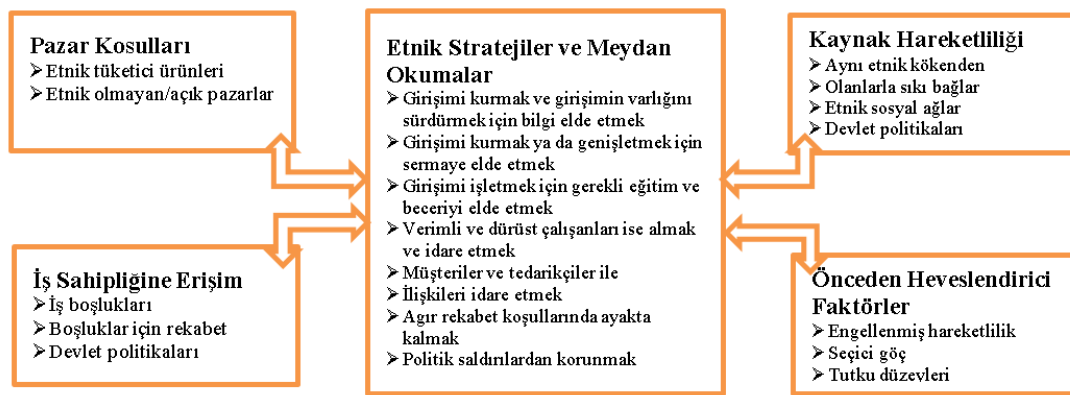 Pazar Kosulları
➢Etnik tüketici ürünleri
➢Etnik olmayan/açık pazarlar
İş Sahipliğine Erişim
➢İş boşlukları
➢Boşluklar için rekabet
➢Devlet politikaları
Etnik Stratejiler ve Meydan
Okumalar
➢Girişimi kurmak ve girişimin varlığını
sürdürmek için bilgi elde etmek
➢Girişimi kurmak ya da genişletmek için
sermaye elde etmek
➢Girişimi işletmek için gerekli eğitim ve
beceriyi elde etmek
➢Verimli ve dürüst çalışanları ise almak
ve idare etmek
➢Müşteriler ve tedarikçiler ile
➢İlişkileri idare etmek
➢Agır rekabet koşullarında ayakta
kalmak
➢Politik saldırılardan korunmak
Kaynak Hareketliliği
➢Aynı etnik kökenden
➢Olanlarla sıkı bağlar
➢Etnik sosyal ağlar
➢Devlet politikaları
Önceden Heveslendirici
Faktörler
➢Engellenmiş hareketlilik
➢Seçici göç
➢Tutku düzevleri